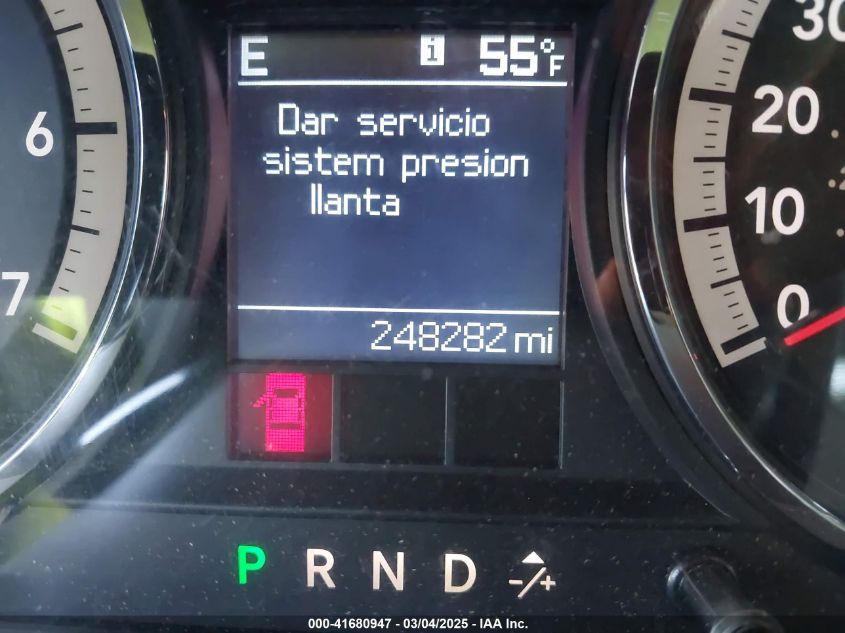 E i 55°F
Dar servicio
sistem presion
llanta
248282 mi
6
7
30
20
10
0
P R N D -/+
000-41680947 - 03/04/2025 - IAA Inc.